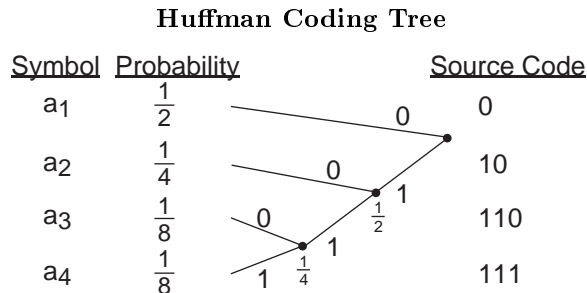 Huffman Coding Tree
Symbol Probability Source Code
a1 1/2 0 0
a2 1/4 0 1 1/2 10
a3 1/8 0 1 110
a4 1/8 1 1/4 111